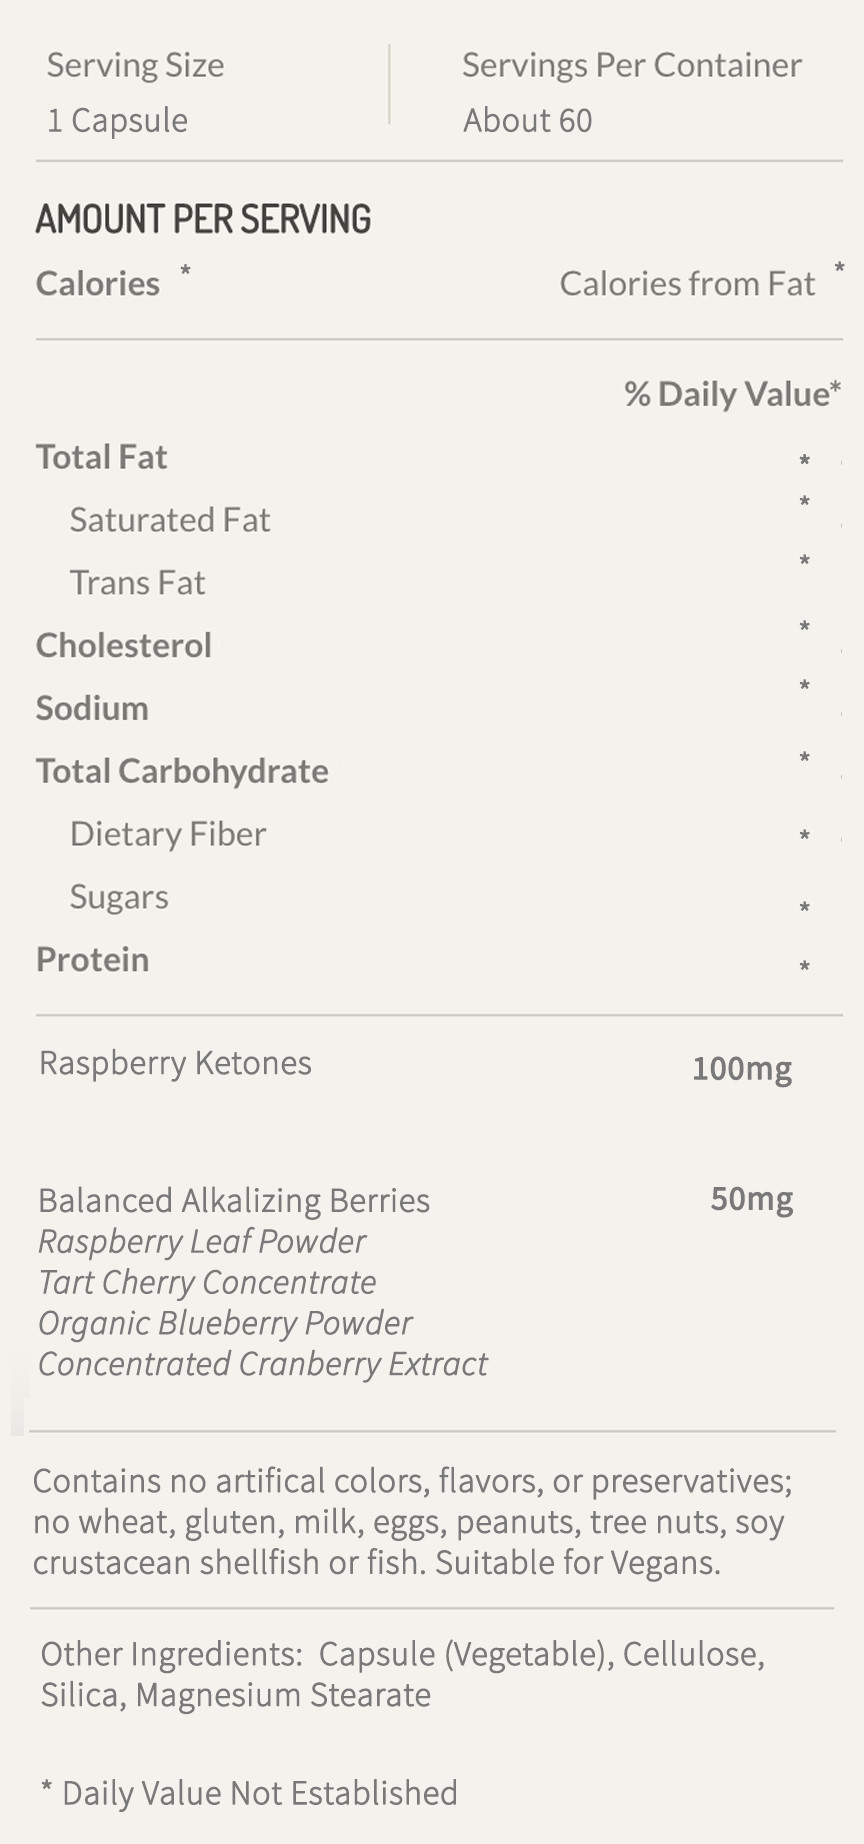 Serving Size
Servings Per Container
1 Capsule
About 60
AMOUNT PER SERVING
Calories *
Calories from Fat *
% Daily Value*
Total Fat *
Saturated Fat *
Trans Fat *
Cholesterol *
Sodium *
Total Carbohydrate *
Dietary Fiber *
Sugars *
Protein *
Raspberry Ketones 100mg
Balanced Alkalizing Berries 50mg
Raspberry Leaf Powder
Tart Cherry Concentrate
Organic Blueberry Powder
Concentrated Cranberry Extract
Contains no artifical colors, flavors, or preservatives;
no wheat, gluten, milk, eggs, peanuts, tree nuts, soy
crustacean shellfish or fish. Suitable for Vegans.
Other Ingredients: Capsule (Vegetable), Cellulose,
Silica, Magnesium Stearate
* Daily Value Not Established